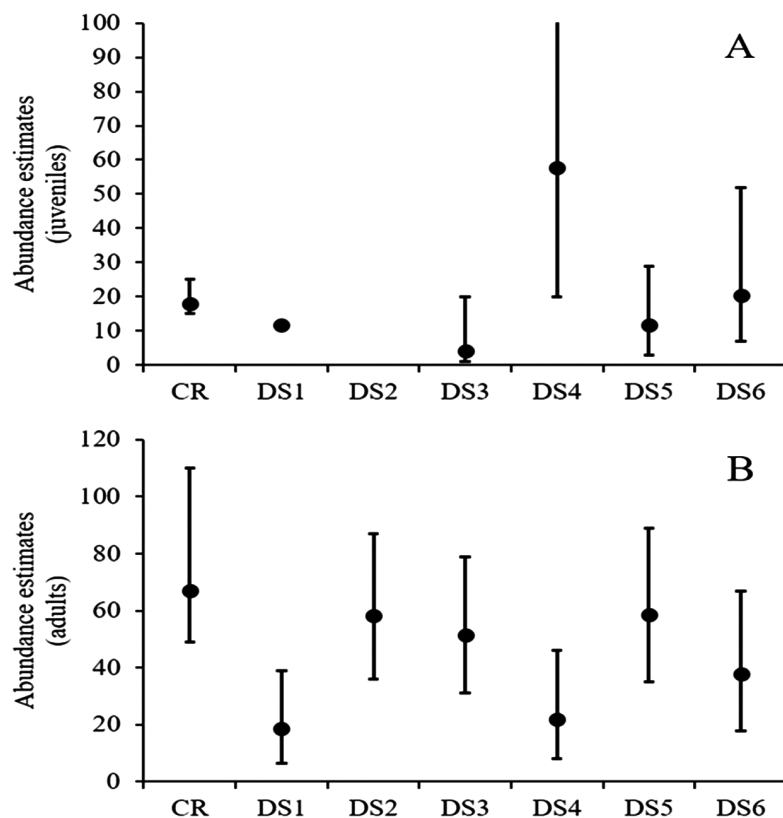 A
Abundance estimates
(juveniles)
100
90
80
70
60
50
40
30
20
10
0
CR DS1 DS2 DS3 DS4 DS5 DS6
B
Abundance estimates
(adults)
120
100
80
60
40
20
0
CR DS1 DS2 DS3 DS4 DS5 DS6